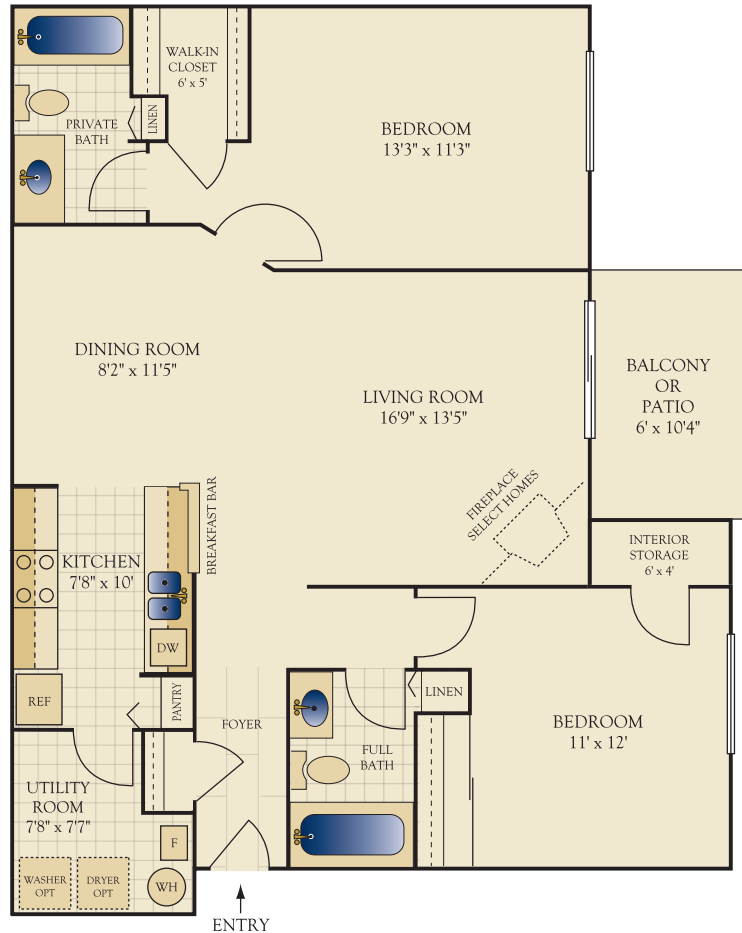 WALK-IN
CLOSET
6' x 5'
LINEN
PRIVATE
BATH
BEDROOM
13'3" x 11'3"
DINING ROOM
8'2" x 11'5"
LIVING ROOM
16'9" x 13'5"
BALCONY
OR
PATIO
6' x 10'4"
FIREPLACE
SELECT HOMES
BREAKFAST BAR
KITCHEN
7'8" x 10'
INTERIOR
STORAGE
6' x 4'
DW
REF
PANTRY
LINEN
FOYER
BEDROOM
11' x 12'
FULL
BATH
UTILITY
ROOM
7'8" x 7'7"
F
WASHER
OPT
DRYER
OPT
WH
ENTRY